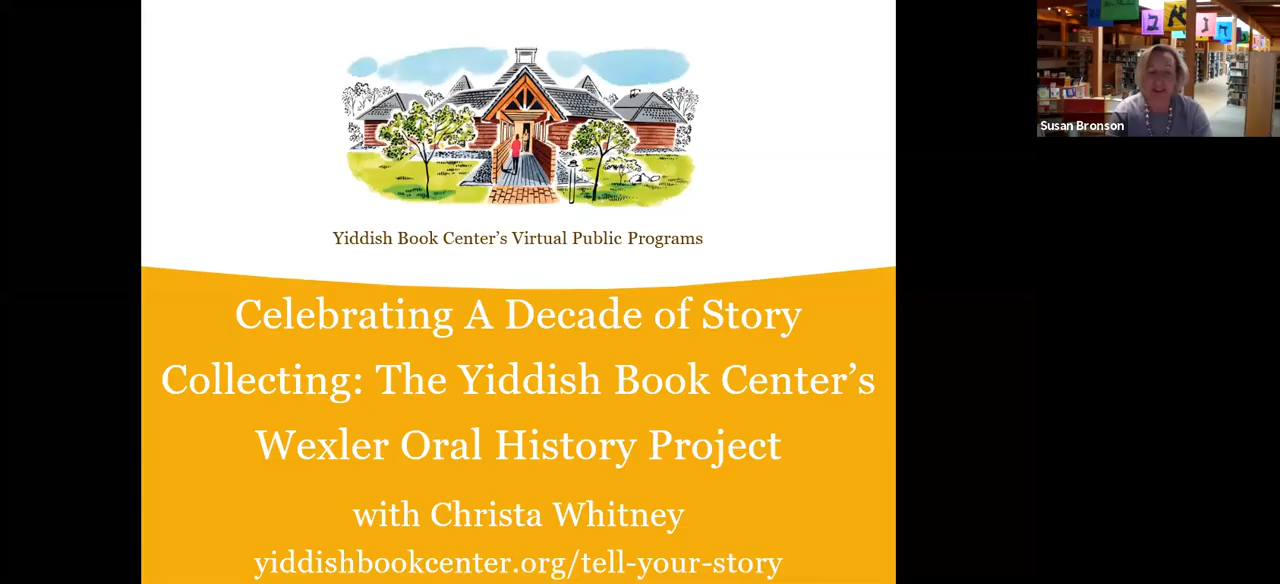 Yiddish Book Center’s Virtual Public Programs
Celebrating A Decade of Story
Collecting: The Yiddish Book Center’s
Wexler Oral History Project
with Christa Whitney
yiddishbookcenter.org/tell-your-story
Susan Bronson